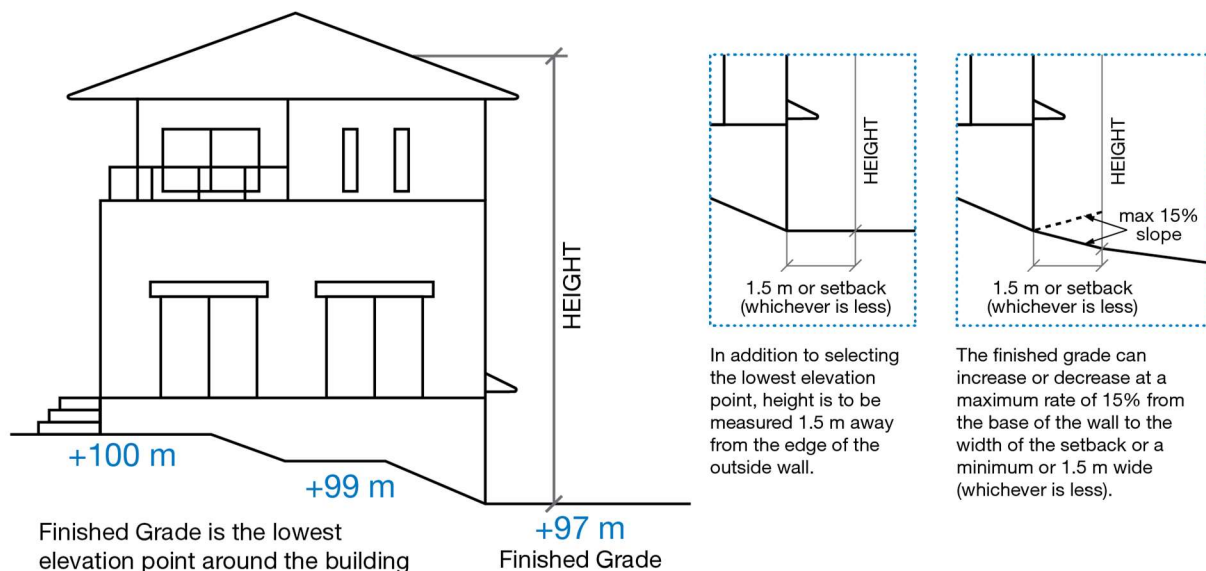 HEIGHT
+100 m
+99 m
+97 m
Finished Grade
Finished Grade is the lowest
elevation point around the building
HEIGHT
1.5 m or setback
(whichever is less)
In addition to selecting
the lowest elevation
point, height is to be
measured 1.5 m away
from the edge of the
outside wall.
HEIGHT
max 15%
slope
1.5 m or setback
(whichever is less)
The finished grade can
increase or decrease at a
maximum rate of 15% from
the base of the wall to the
width of the setback or a
minimum or 1.5 m wide
(whichever is less).